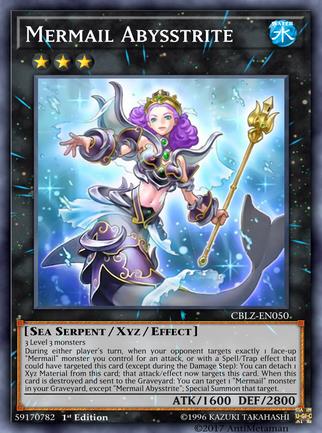 Mermail Abysstrite
WATER
水
CBLZ-EN050
[Sea Serpent / Xyz / Effect]
3 Level 3 monsters
During either player's turn, when your opponent targets exactly 1 face-up
"Mermail" monster you control for an attack, or with a Spell/Trap effect that
could have targeted this card (except during the Damage Step): You can detach 1
Xyz Material from this card; that attack/effect now targets this card. When this
card is destroyed and sent to the Graveyard: You can target 1 "Mermail" monster
in your Graveyard, except "Mermail Abysstrite"; Special Summon that target.
ATK/1600 DEF/2800
59170782 1st Edition ©1996 KAZUKI TAKAHASHI
©2017 AntiMetaman